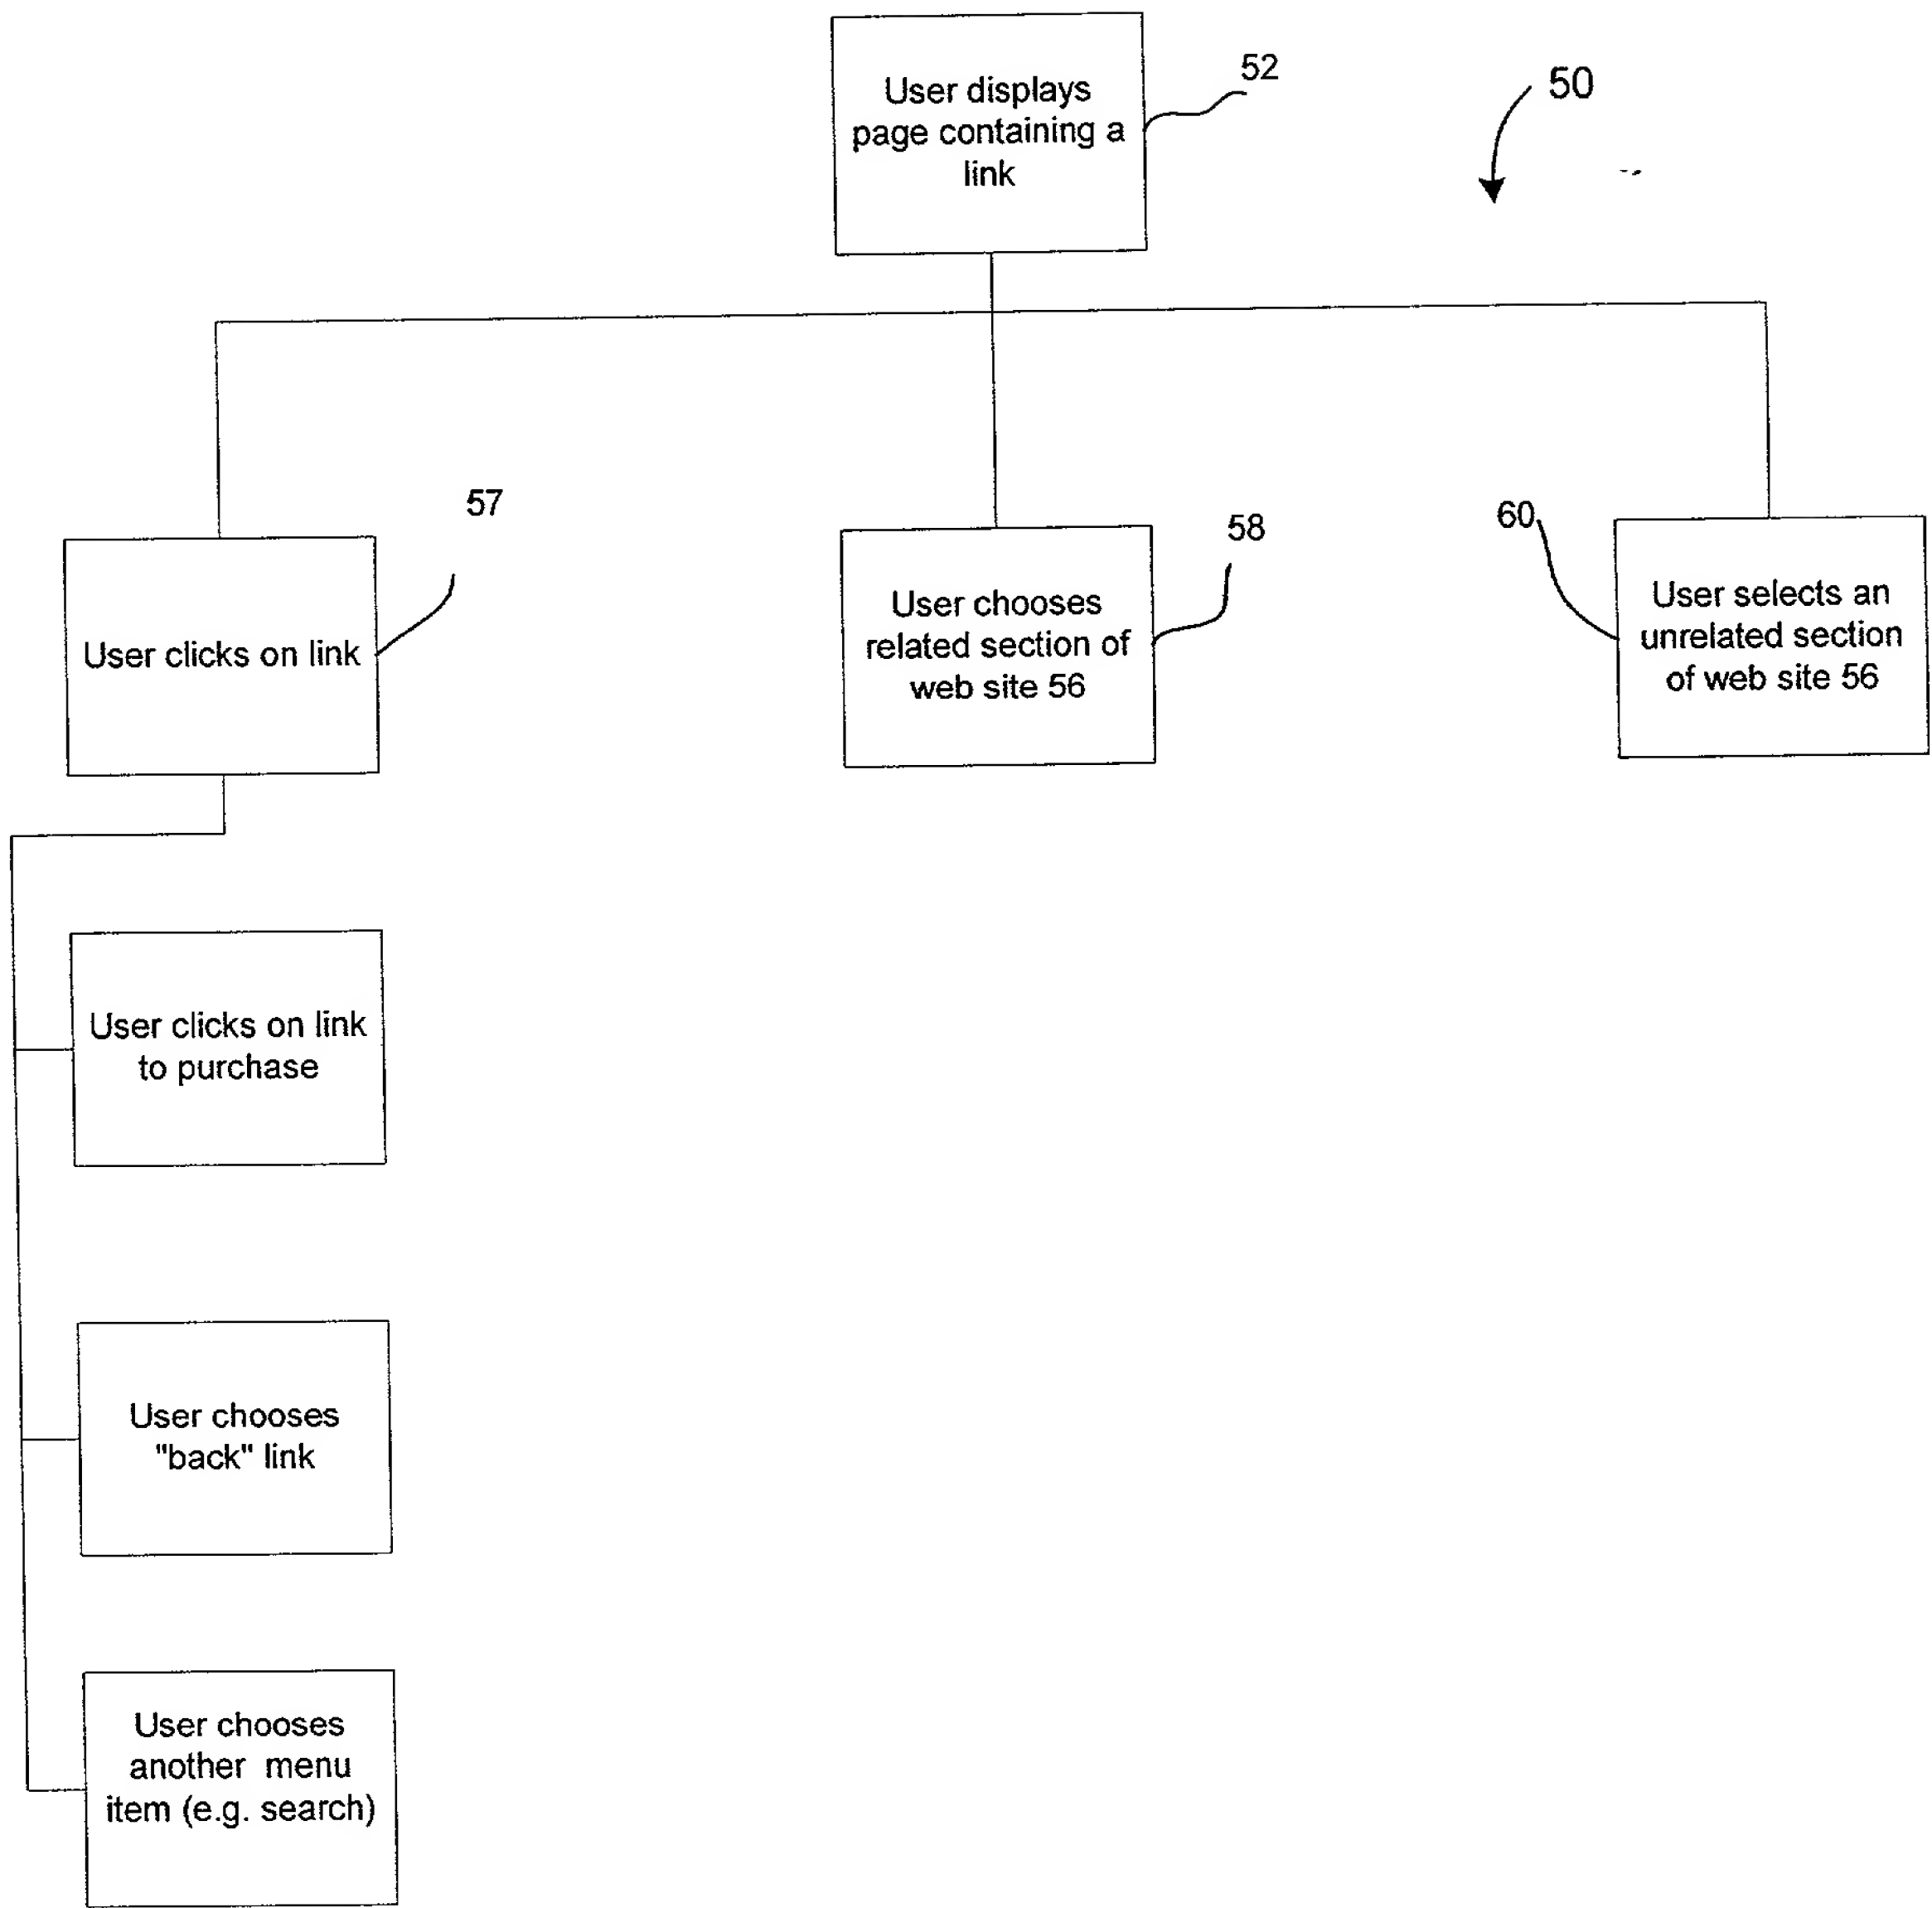 User displays
page containing a
link
52
50
57
58
60
User clicks on link
User chooses
related section of
web site 56
User selects an
unrelated section
of web site 56
User clicks on link
to purchase
User chooses
"back" link
User chooses
another menu
item (e.g. search)